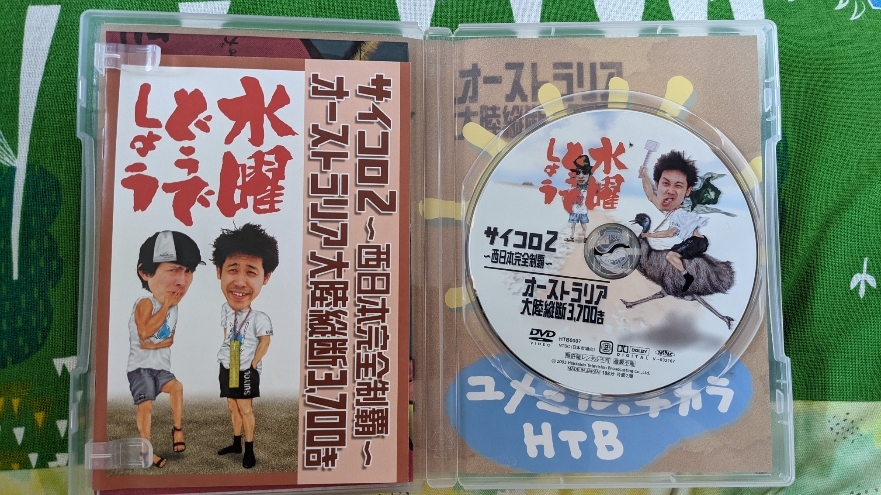 水曜
どうで
しょう
サイコロ2～西日本完全制覇～
オーストラリア大陸縦断3,700キロ
オーストラリア
大陸縦断
水曜
どうで
しょう
サイコロ2
～西日本完全制覇～
オーストラリア
大陸縦断3,700キロ
DVD
VIDEO
DOLBY
DIGITAL
ユメミル、チカラ
HTB